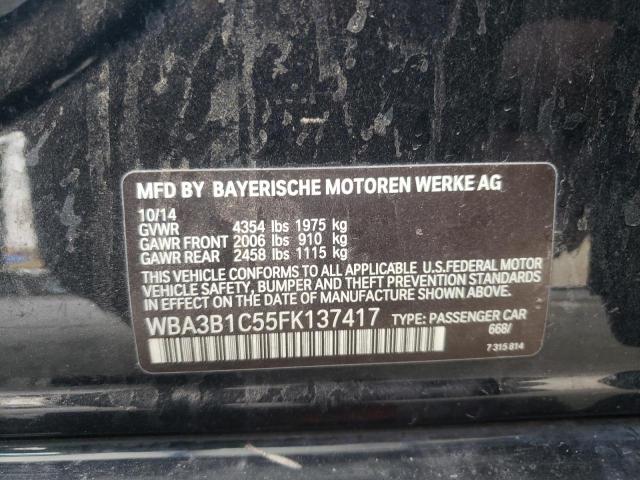 MFD BY BAYERISCHE MOTOREN WERKE AG
10/14
GVWR 4354 lbs 1975 kg
GAWR FRONT 2006 lbs 910 kg
GAWR REAR 2458 lbs 1115 kg
THIS VEHICLE CONFORMS TO ALL APPLICABLE U.S.FEDERAL MOTOR
VEHICLE SAFETY, BUMPER AND THEFT PREVENTION STANDARDS
IN EFFECT ON THE DATE OF MANUFACTURE SHOWN ABOVE.
WBA3B1C55FK137417 TYPE: PASSENGER CAR
668/
7 315 814